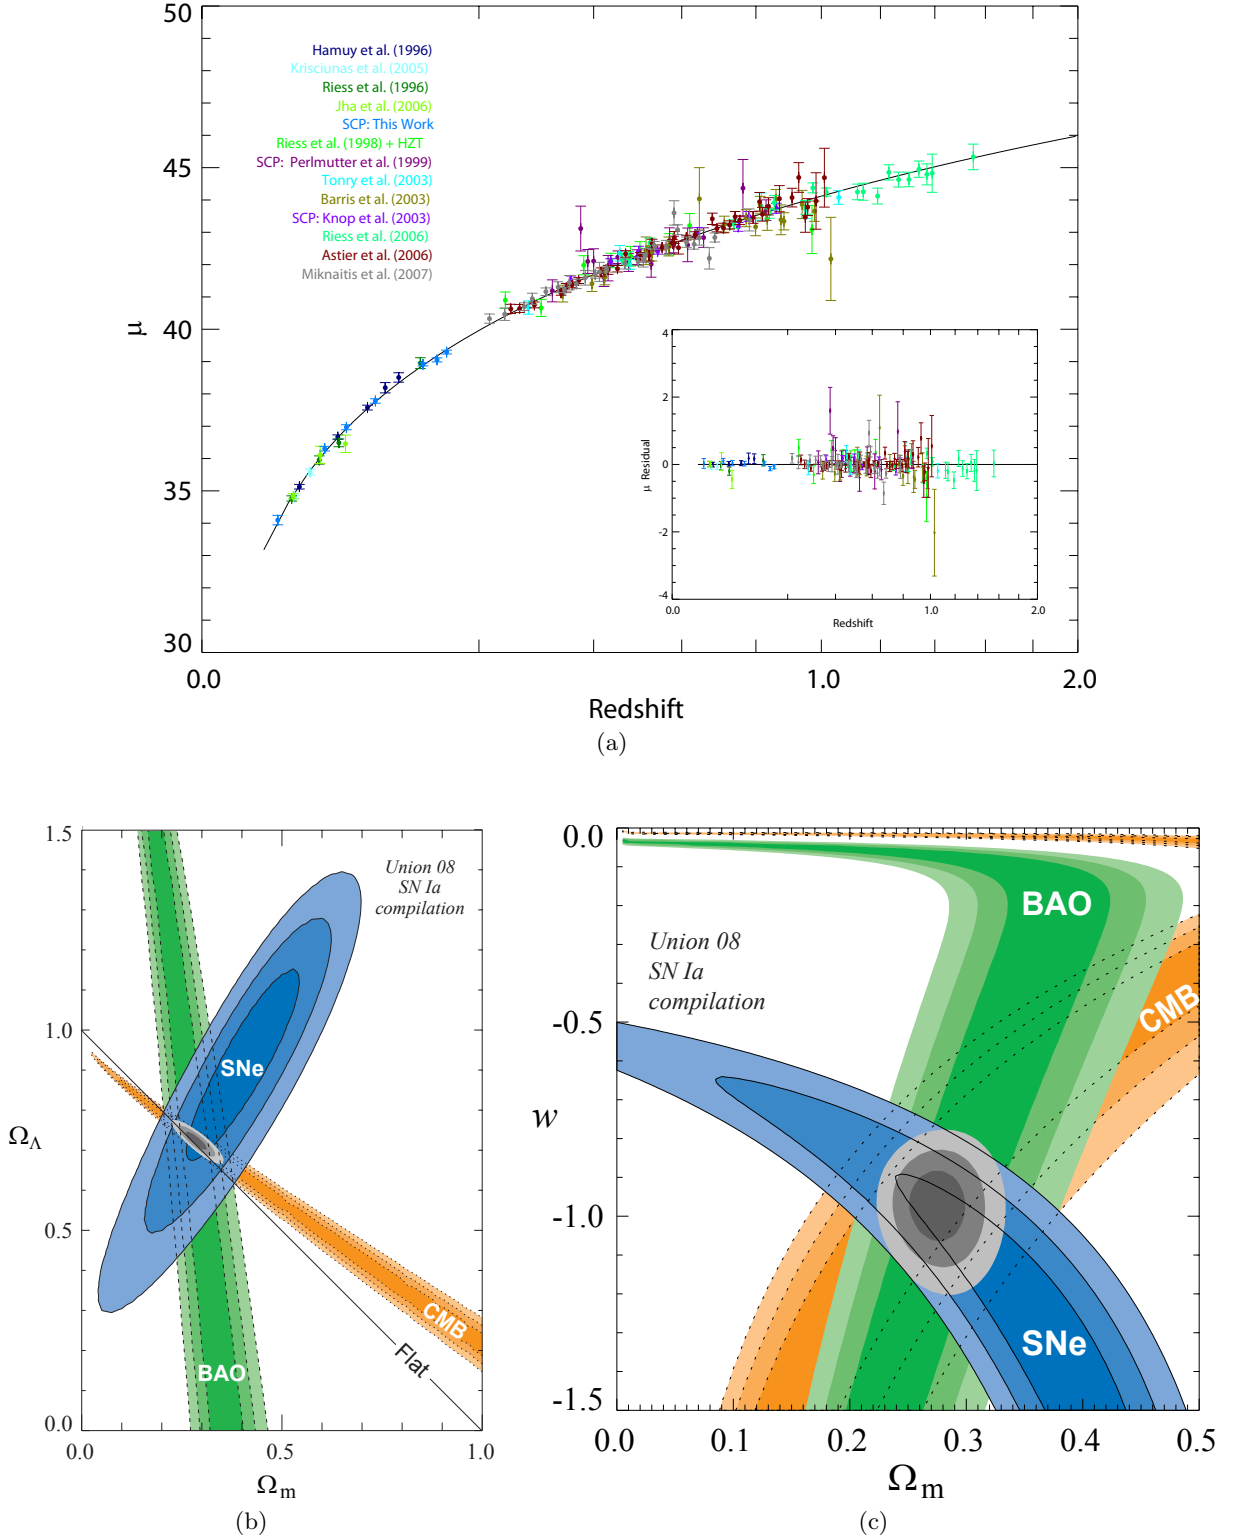 50
Hamuy et al. (1996)
Krisciunas et al. (2005)
Riess et al. (1996)
Jha et al. (2006)
SCP: This Work
Riess et al. (1998) + HZT
SCP: Perlmutter et al. (1999)
Tonry et al. (2003)
Barris et al. (2003)
SCP: Knop et al. (2003)
Riess et al. (2006)
Astier et al. (2006)
Miknaitis et al. (2007)
45
40
35
30
μ
0.0 1.0 2.0
Redshift
4
2
0
-2
-4
μ Residual
0.0 1.0 2.0
Redshift
(a)
1.5
1.0
0.5
0.0
Ω_Λ
Union 08
SN Ia
compilation
SNe
CMB
BAO
Flat
0.0 0.5 1.0
Ω_m
(b)
0.0
-0.5
-1.0
-1.5
w
BAO
Union 08
SN Ia
compilation
CMB
SNe
0.0 0.1 0.2 0.3 0.4 0.5
Ω_m
(c)